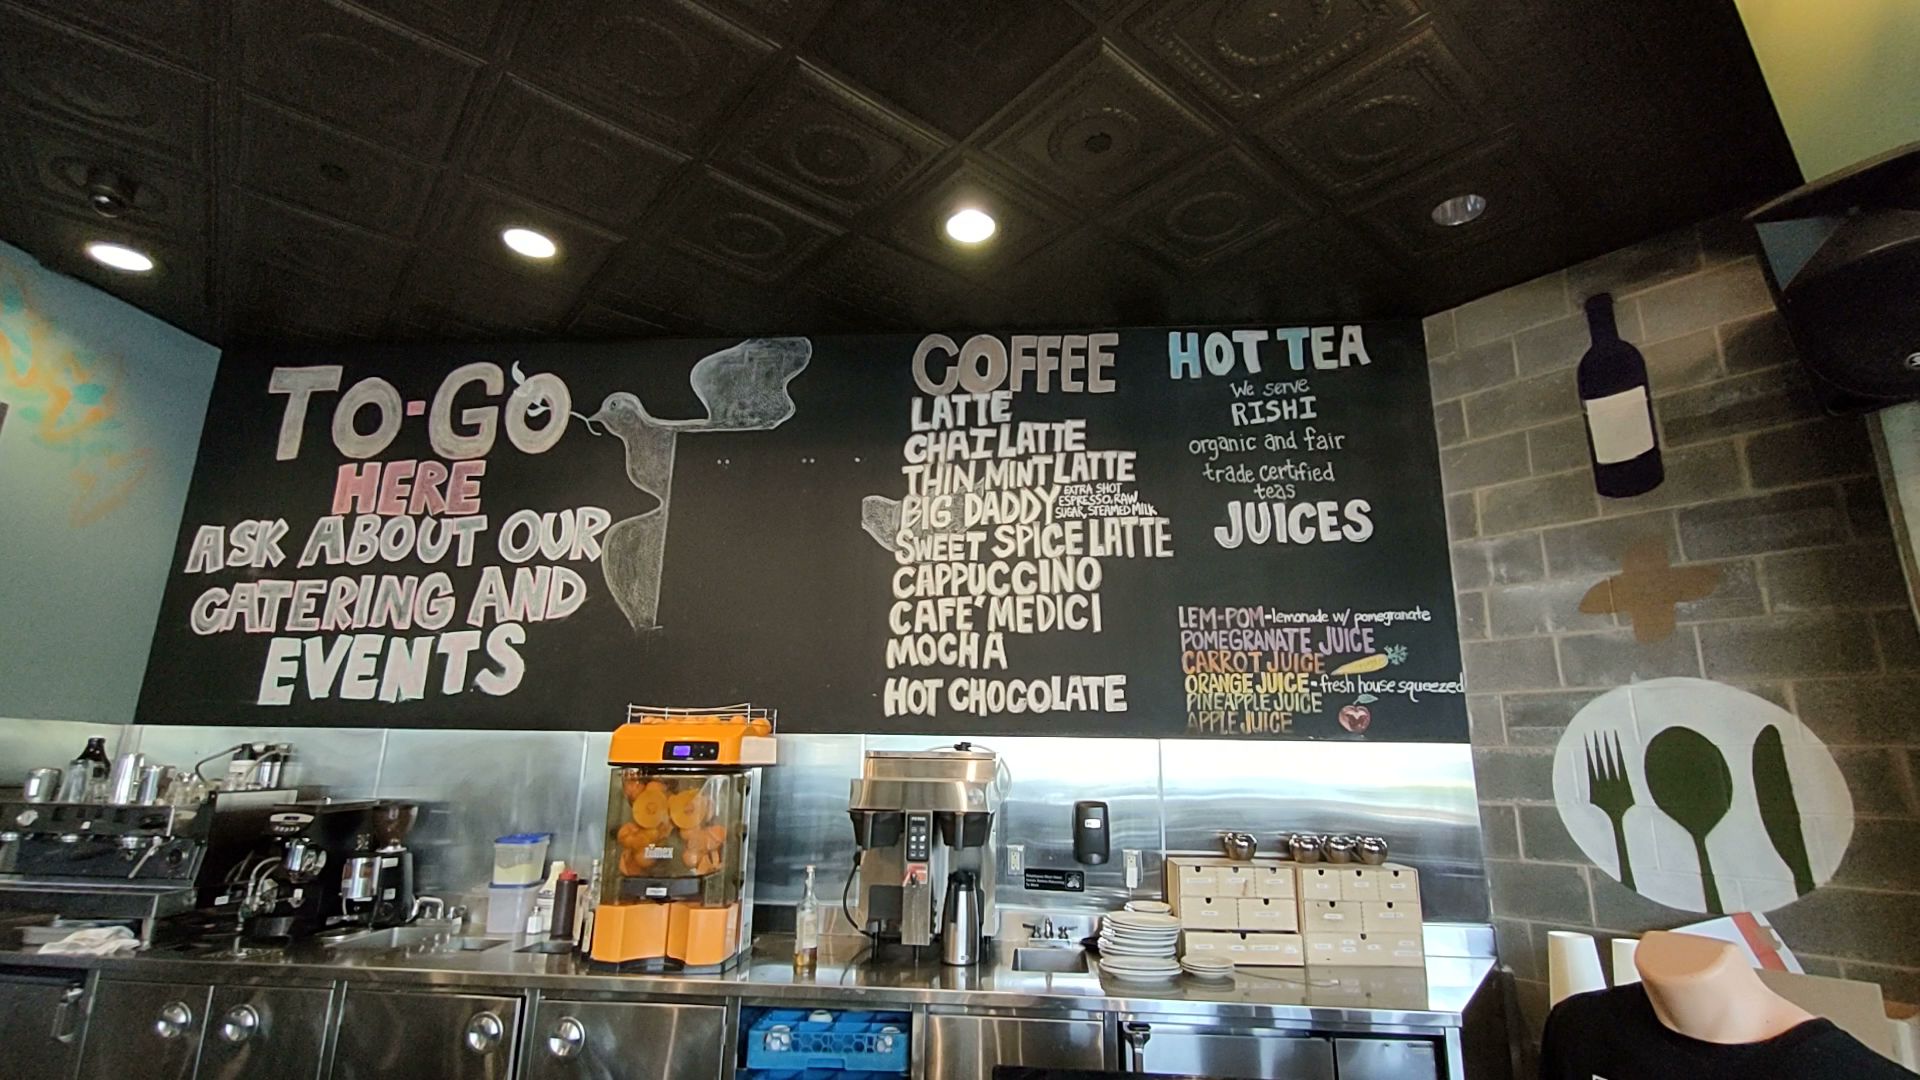 TO-GO
HERE
ASK ABOUT OUR
CATERING AND
EVENTS
COFFEE
LATTE
CHAI LATTE
THIN MINT LATTE
BIG DADDY EXTRA SHOT
ESPRESSO, RAW
SUGAR, STEAMED MILK
SWEET SPICE LATTE
CAPPUCCINO
CAFE' MEDICI
MOCHA
HOT CHOCOLATE
HOT TEA
We serve
RISHI
organic and fair
trade certified
teas
JUICES
LEM-POM-lemonade w/ pomegranate
POMEGRANATE JUICE
CARROT JUICE
ORANGE JUICE-fresh house squeezed
PINEAPPLE JUICE
APPLE JUICE
zumex